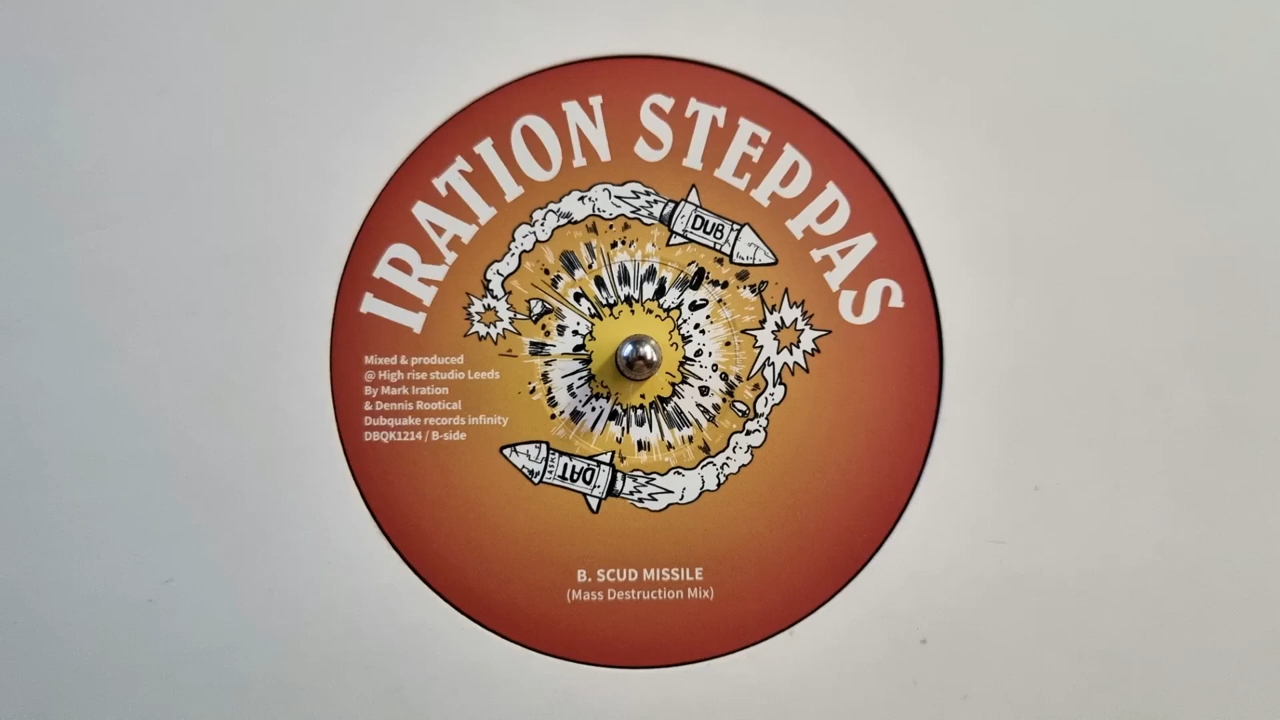 IRATION STEPPAS
DUB
Mixed & produced
@ High rise studio Leeds
By Mark Iration
& Dennis Rootical
Dubquake records infinity
DBQK1214 / B-side
DAT
B. SCUD MISSILE
(Mass Destruction Mix)